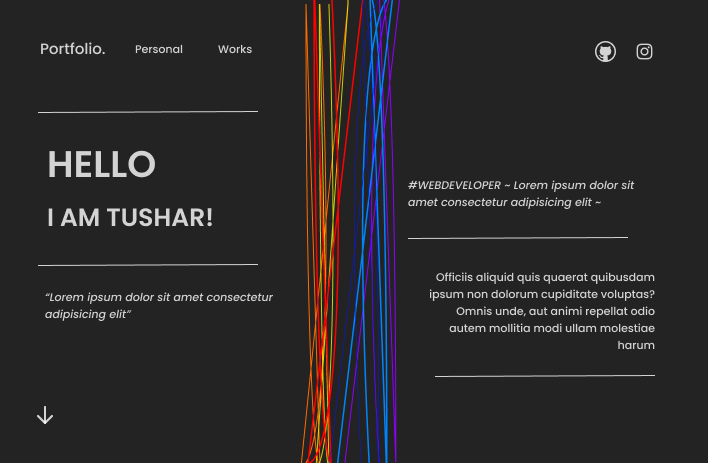 Portfolio.
Personal
Works
HELLO
I AM TUSHAR!
“Lorem ipsum dolor sit amet consectetur
adipisicing elit”
#WEBDEVELOPER ~ Lorem ipsum dolor sit
amet consectetur adipisicing elit ~
Officiis aliquid quis quaerat quibusdam
ipsum non dolorum cupiditate voluptas?
Omnis unde, aut animi repellat odio
autem mollitia modi ullam molestiae
harum